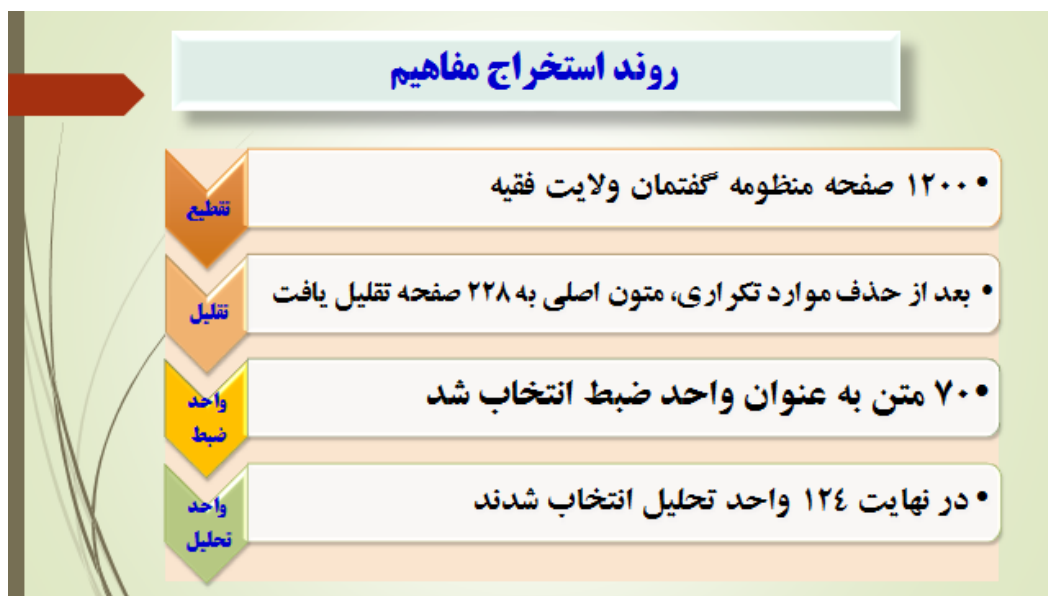 روند استخراج مفاهیم
تقطیع
• ۱۲۰۰ صفحه منظومه گفتمان ولایت فقیه
تقلیل
• بعد از حذف موارد تکراری، متون اصلی به ۲۲۸ صفحه تقلیل یافت
واحد
ضبط
• ۷۰ متن به عنوان واحد ضبط انتخاب شد
واحد
تحلیل
• در نهایت ۱۲٤ واحد تحلیل انتخاب شدند